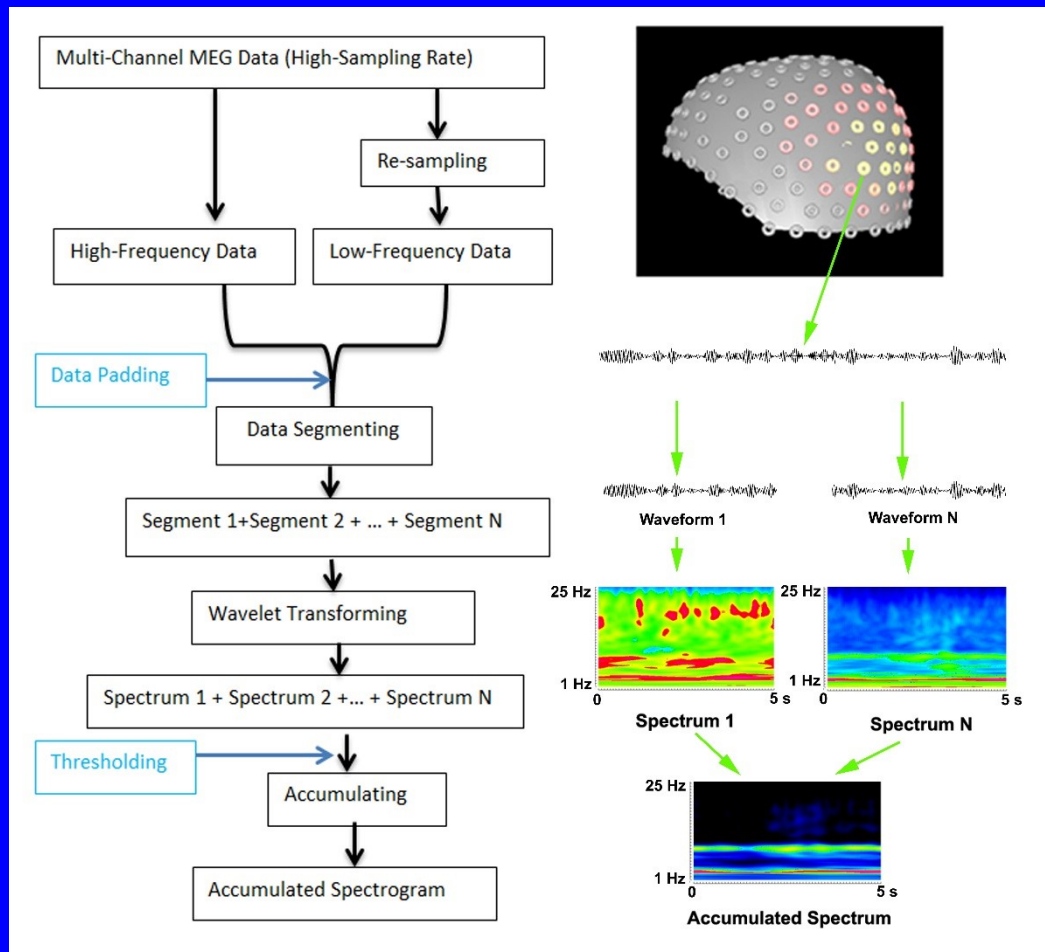 Multi-Channel MEG Data (High-Sampling Rate)
Re-sampling
High-Frequency Data
Low-Frequency Data
Data Padding
Data Segmenting
Segment 1+Segment 2 + ... + Segment N
Wavelet Transforming
Spectrum 1 + Spectrum 2 +... + Spectrum N
Thresholding
Accumulating
Accumulated Spectrogram
Waveform 1
Waveform N
25 Hz
1 Hz
0
5 s
Spectrum 1
25 Hz
1 Hz
0
5 s
Spectrum N
25 Hz
1 Hz
0
5 s
Accumulated Spectrum